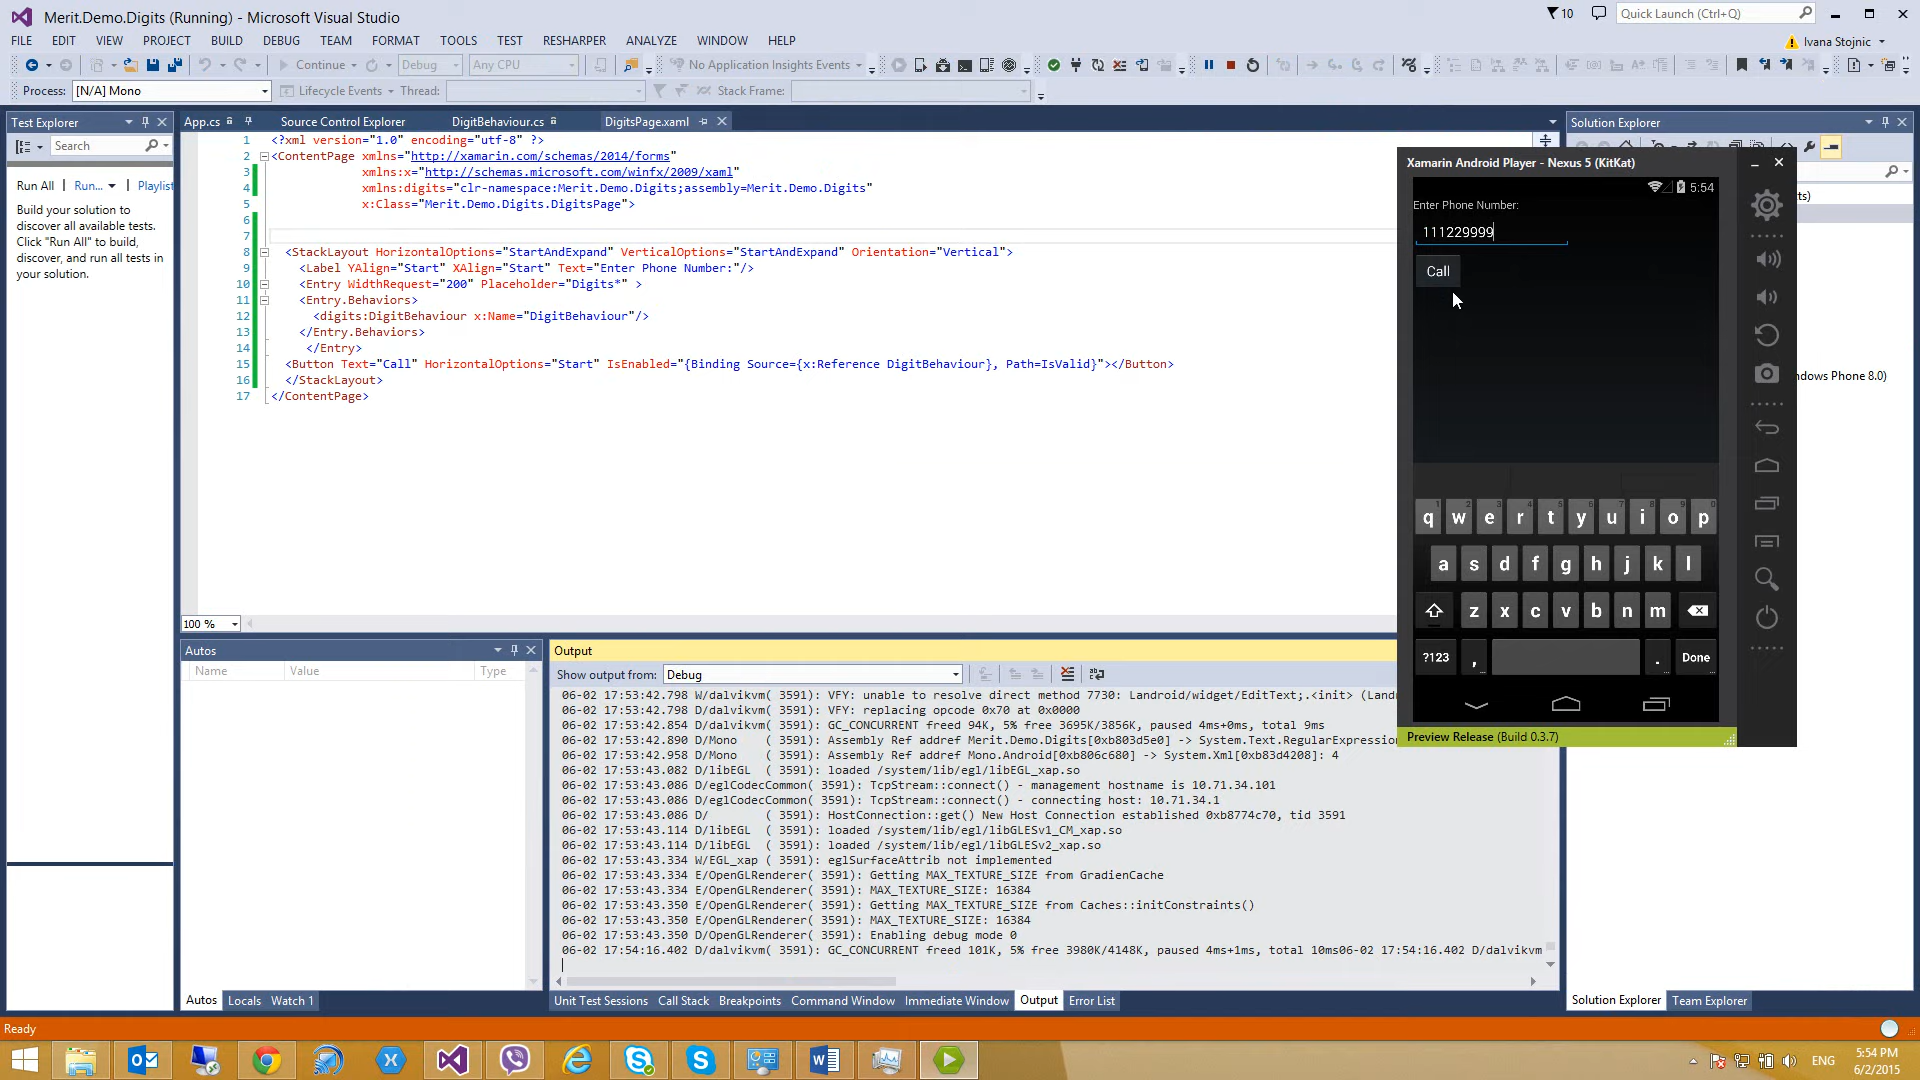 Merit.Demo.Digits (Running) - Microsoft Visual Studio
10
Quick Launch (Ctrl+Q)
FILE EDIT VIEW PROJECT BUILD DEBUG TEAM FORMAT TOOLS TEST RESHARPER ANALYZE WINDOW HELP
Ivana Stojnic
Continue Debug Any CPU No Application Insights Events
Process: [N/A] Mono Lifecycle Events Thread: Stack Frame:
Test Explorer
Search
Run All Run... Playlist
Build your solution to
discover all available tests.
Click "Run All" to build,
discover, and run all tests in
your solution.
App.cs Source Control Explorer DigitBehaviour.cs DigitsPage.xaml
1 <?xml version="1.0" encoding="utf-8" ?>
2 <ContentPage xmlns="http://xamarin.com/schemas/2014/forms"
3 xmlns:x="http://schemas.microsoft.com/winfx/2009/xaml"
4 xmlns:digits="clr-namespace:Merit.Demo.Digits;assembly=Merit.Demo.Digits"
5 x:Class="Merit.Demo.Digits.DigitsPage">
6
7
8 <StackLayout HorizontalOptions="StartAndExpand" VerticalOptions="StartAndExpand" Orientation="Vertical">
9 <Label YAlign="Start" XAlign="Start" Text="Enter Phone Number:"/>
10 <Entry WidthRequest="200" Placeholder="Digits*" >
11 <Entry.Behaviors>
12 <digits:DigitBehaviour x:Name="DigitBehaviour"/>
13 </Entry.Behaviors>
14 </Entry>
15 <Button Text="Call" HorizontalOptions="Start" IsEnabled="{Binding Source={x:Reference DigitBehaviour}, Path=IsValid}"></Button>
16 </StackLayout>
17 </ContentPage>
100 %
Solution Explorer
ts)
ndows Phone 8.0)
Xamarin Android Player - Nexus 5 (KitKat)
5:54
Enter Phone Number:
111229999
Call
q w e r t y u i o p
1 2 3 4 5 6 7 8 9 0
a s d f g h j k l
z x c v b n m
?123 , . Done
Preview Release (Build 0.3.7)
Autos
Name Value Type
Autos Locals Watch 1
Output
Show output from: Debug
06-02 17:53:42.798 W/dalvikvm( 3591): VFY: unable to resolve direct method 7730: Landroid/widget/EditText;.<init> (Land
06-02 17:53:42.798 D/dalvikvm( 3591): VFY: replacing opcode 0x70 at 0x0000
06-02 17:53:42.854 D/dalvikvm( 3591): GC_CONCURRENT freed 94K, 5% free 3695K/3856K, paused 4ms+0ms, total 9ms
06-02 17:53:42.890 D/Mono ( 3591): Assembly Ref addref Merit.Demo.Digits[0xb803d5e0] -> System.Text.RegularExpression
06-02 17:53:42.958 D/Mono ( 3591): Assembly Ref addref Mono.Android[0xb806c680] -> System.Xml[0xb83d4208]: 4
06-02 17:53:43.082 D/libEGL ( 3591): loaded /system/lib/egl/libEGL_xap.so
06-02 17:53:43.086 D/eglCodecCommon( 3591): TcpStream::connect() - management hostname is 10.71.34.101
06-02 17:53:43.086 D/eglCodecCommon( 3591): TcpStream::connect() - connecting host: 10.71.34.1
06-02 17:53:43.086 D/ ( 3591): HostConnection::get() New Host Connection established 0xb8774c70, tid 3591
06-02 17:53:43.114 D/libEGL ( 3591): loaded /system/lib/egl/libGLESv1_CM_xap.so
06-02 17:53:43.114 D/libEGL ( 3591): loaded /system/lib/egl/libGLESv2_xap.so
06-02 17:53:43.334 W/EGL_xap ( 3591): eglSurfaceAttrib not implemented
06-02 17:53:43.334 E/OpenGLRenderer( 3591): Getting MAX_TEXTURE_SIZE from GradienCache
06-02 17:53:43.334 E/OpenGLRenderer( 3591): MAX_TEXTURE_SIZE: 16384
06-02 17:53:43.350 E/OpenGLRenderer( 3591): Getting MAX_TEXTURE_SIZE from Caches::initConstraints()
06-02 17:53:43.350 E/OpenGLRenderer( 3591): MAX_TEXTURE_SIZE: 16384
06-02 17:53:43.350 D/OpenGLRenderer( 3591): Enabling debug mode 0
06-02 17:54:16.402 D/dalvikvm( 3591): GC_CONCURRENT freed 101K, 5% free 3980K/4148K, paused 4ms+1ms, total 10ms06-02 17:54:16.402 D/dalvikvm
Unit Test Sessions Call Stack Breakpoints Command Window Immediate Window Output Error List
Solution Explorer Team Explorer
Ready
ENG
5:54 PM
6/2/2015